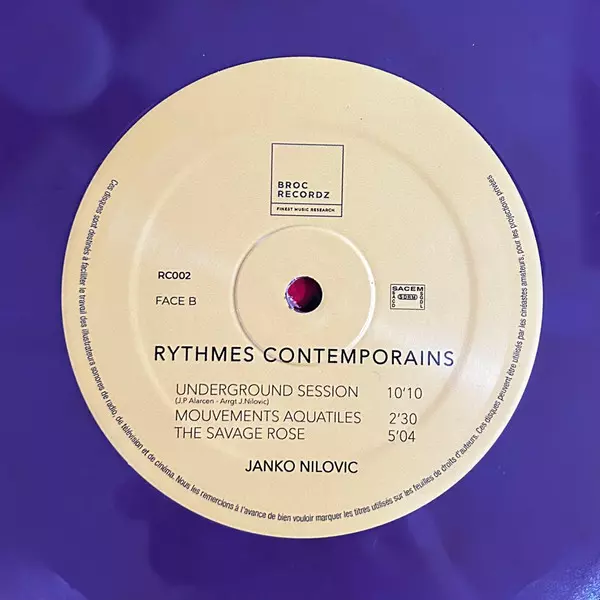 BROC
RECORDZ
FINEST MUSIC RESEARCH
RC002
FACE B
SACEM
SDRM
RYTHMES CONTEMPORAINS
UNDERGROUND SESSION 10'10
(J.P Alarcen - Arrgt J.Nilovic)
MOUVEMENTS AQUATILES 2'30
THE SAVAGE ROSE 5'04
JANKO NILOVIC
Ces disques sont destinés à faciliter le travail des illustrateurs sonores de radio, de télévision et de cinéma. Nous les remercions à l'avance de bien vouloir marquer les titres utilisés sur les feuilles de droits d'auteurs. Ces disques peuvent être utilisés par les cinéastes amateurs, pour les projections privées